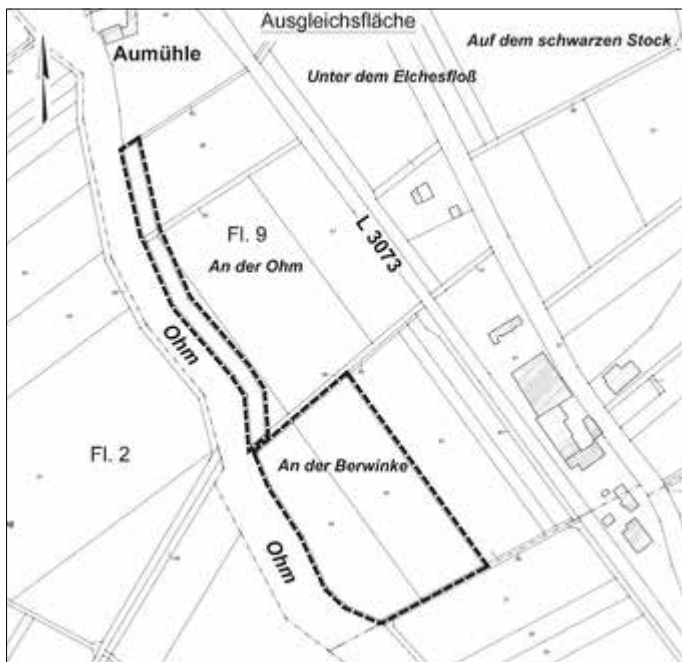 Ausgleichsfläche
Aumühle
Auf dem schwarzen Stock
Unter dem Elchesfloß
L 3073
Fl. 9
An der Ohm
Ohm
Fl. 2
An der Berwinke
Ohm